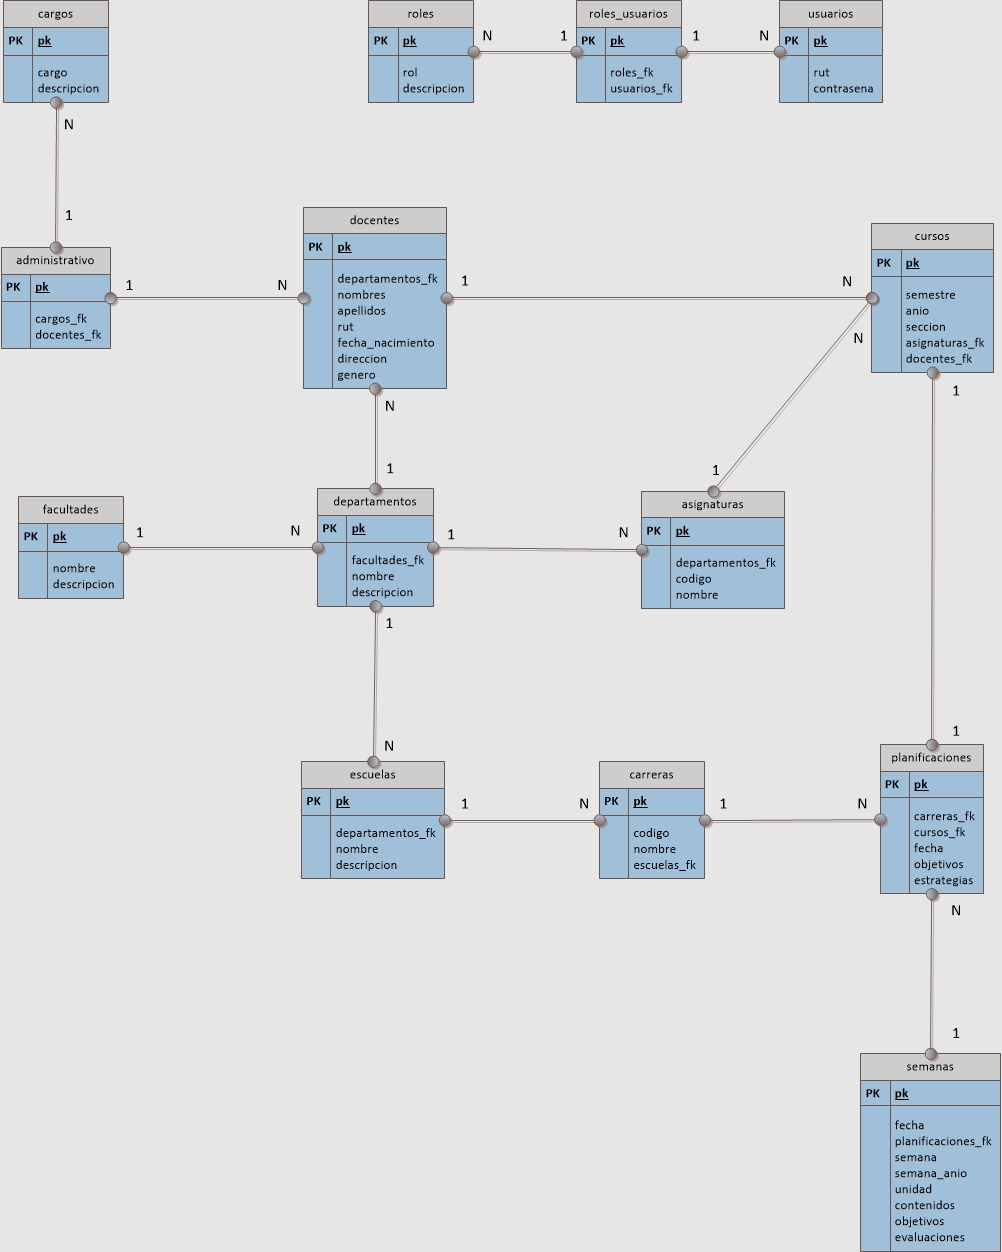 cargos
PK pk
cargo
descripcion
N
1
roles
PK pk
rol
descripcion
N
1
roles_usuarios
PK pk
roles_fk
usuarios_fk
1
N
usuarios
PK pk
rut
contrasena
administrativo
PK pk
cargos_fk
docentes_fk
1
N
docentes
PK pk
departamentos_fk
nombres
apellidos
rut
fecha_nacimiento
direccion
genero
1
N
N
1
cursos
PK pk
semestre
anio
seccion
asignaturas_fk
docentes_fk
N
1
1
1
facultades
PK pk
nombre
descripcion
1
N
departamentos
PK pk
facultades_fk
nombre
descripcion
1
N
1
N
asignaturas
PK pk
departamentos_fk
codigo
nombre
escuelas
PK pk
departamentos_fk
nombre
descripcion
1
N
carreras
PK pk
codigo
nombre
escuelas_fk
1
N
planificaciones
PK pk
carreras_fk
cursos_fk
fecha
objetivos
estrategias
N
1
semanas
PK pk
fecha
planificaciones_fk
semana
semana_anio
unidad
contenidos
objetivos
evaluaciones